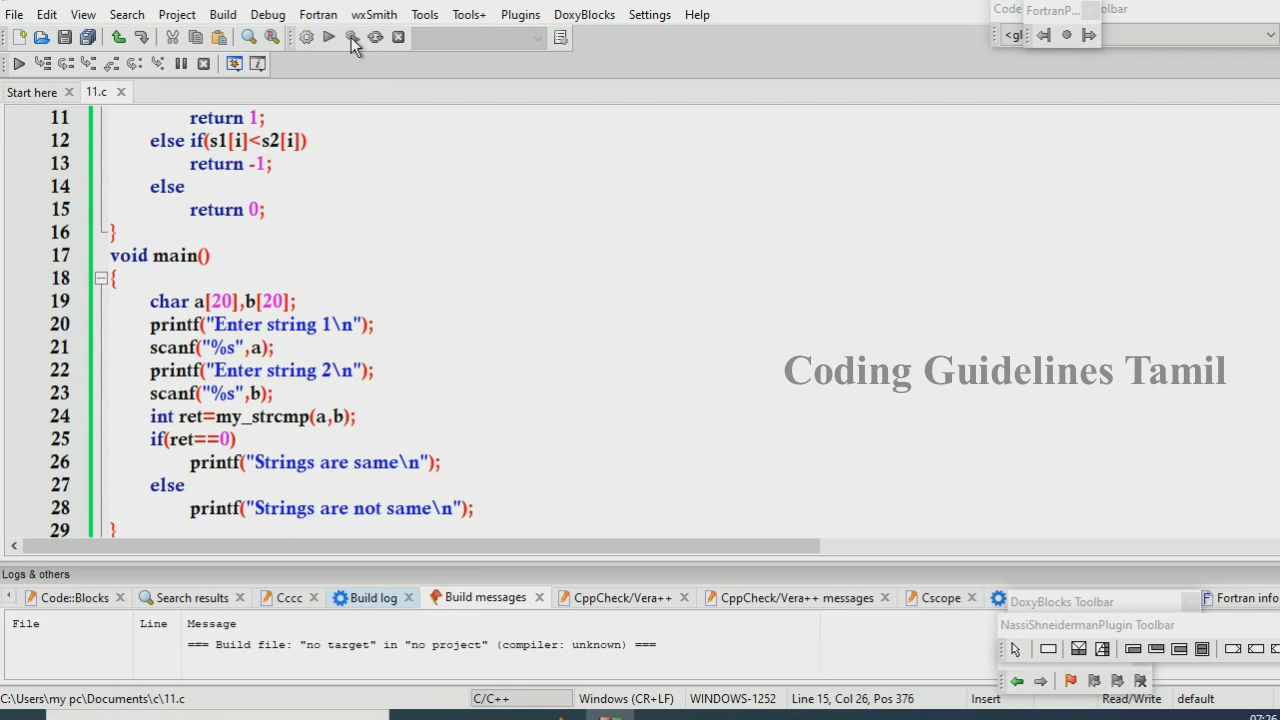 File Edit View Search Project Build Debug Fortran wxSmith Tools Tools+ Plugins DoxyBlocks Settings Help
Code
FortranP...
lbar
<gl
Start here
11.c
11 return 1;
12 else if(s1[i]<s2[i])
13 return -1;
14 else
15 return 0;
16 }
17 void main()
18 {
19 char a[20],b[20];
20 printf("Enter string 1\n");
21 scanf("%s",a);
22 printf("Enter string 2\n");
23 scanf("%s",b);
24 int ret=my_strcmp(a,b);
25 if(ret==0)
26 printf("Strings are same\n");
27 else
28 printf("Strings are not same\n");
29 }
Coding Guidelines Tamil
Logs & others
Code::Blocks Search results Cccc Build log Build messages CppCheck/Vera++ CppCheck/Vera++ messages Cscope DoxyBlocks Toolbar Fortran info
NassiShneidermanPlugin Toolbar
File Line Message
=== Build file: "no target" in "no project" (compiler: unknown) ===
C:\Users\my pc\Documents\c\11.c C/C++ Windows (CR+LF) WINDOWS-1252 Line 15, Col 26, Pos 376 Insert Read/Write default
07:26